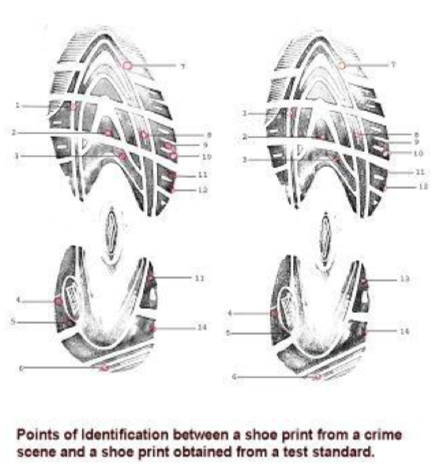 7 7
1 1
2 8 2 8
9 9
3 10 3 10
11 11
12 12
13 13
4 4
5 14 5 14
6 6
Points of Identification between a shoe print from a crime
scene and a shoe print obtained from a test standard.